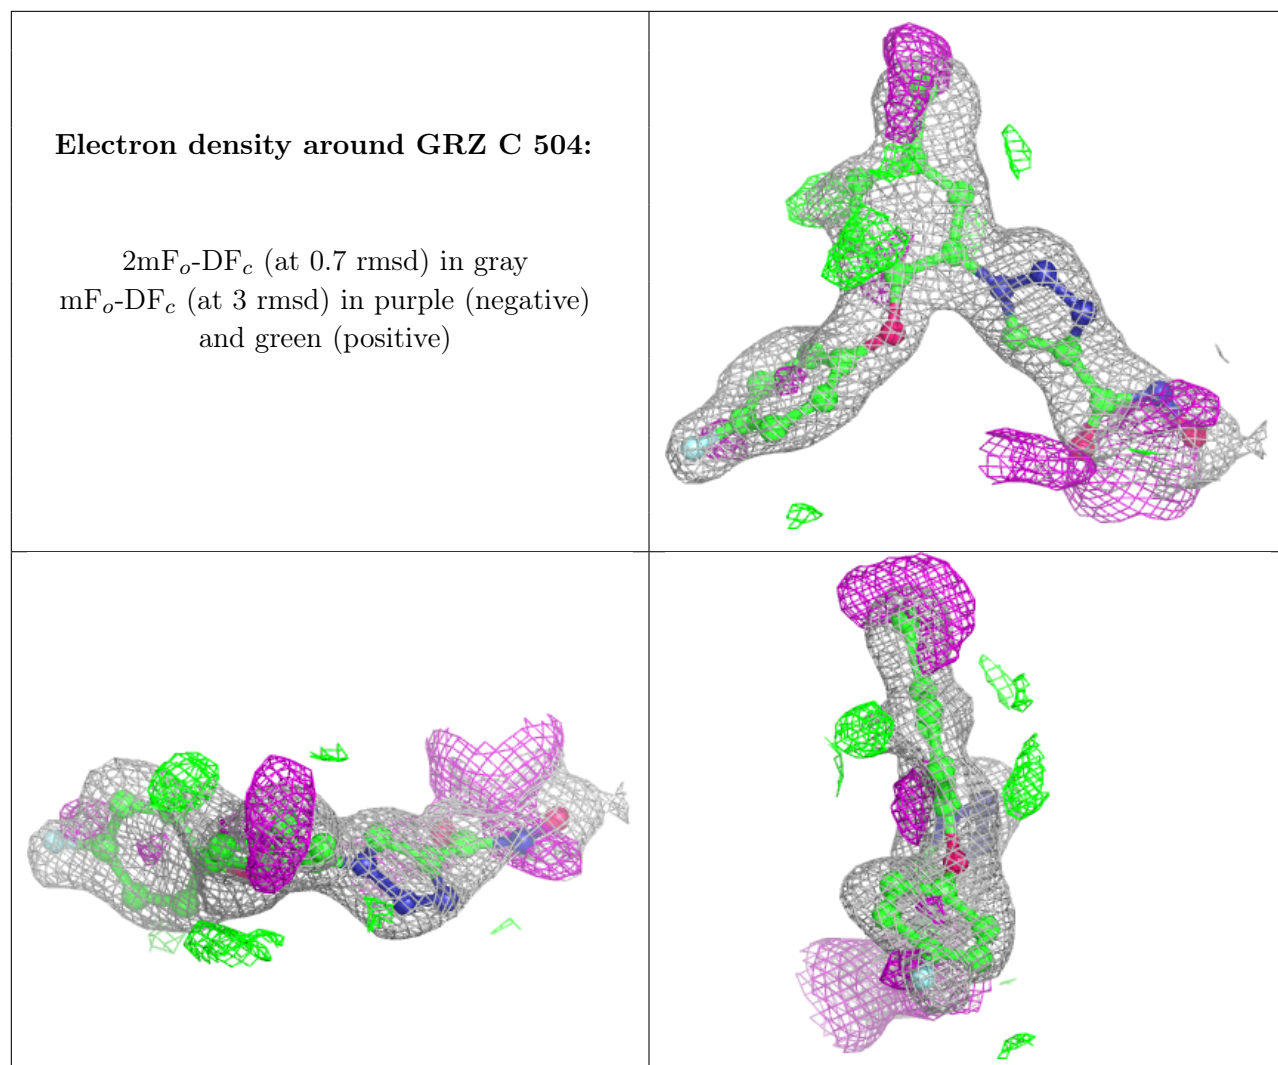 Electron density around GRZ C 504:
2mFo-DFc (at 0.7 rmsd) in gray
mFo-DFc (at 3 rmsd) in purple (negative)
and green (positive)